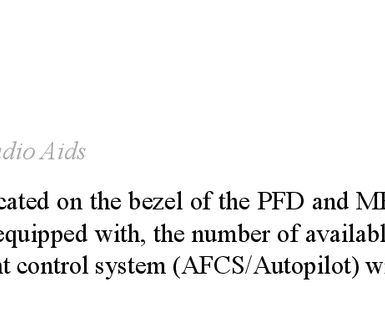 dio Aids
cated on the bezel of the PFD and M
equipped with, the number of availabl
nt control system (AFCS/Autopilot) w